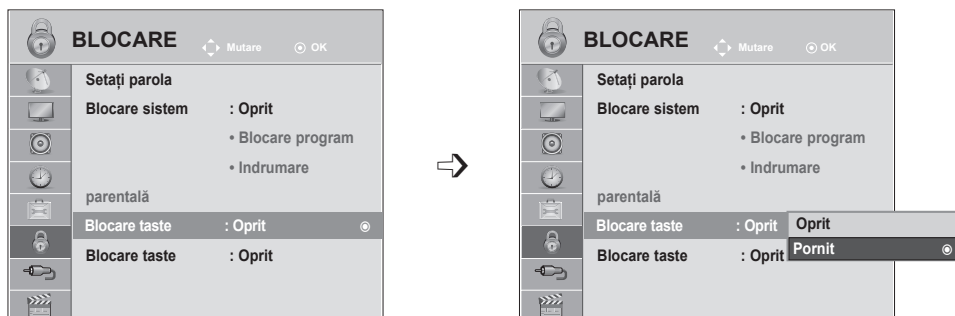 BLOCARE Mutare OK
Setați parola
Blocare sistem : Oprit
• Blocare program
• Indrumare
parentală
Blocare taste : Oprit
Blocare taste : Oprit
BLOCARE Mutare OK
Setați parola
Blocare sistem : Oprit
• Blocare program
• Indrumare
parentală
Blocare taste : Oprit
Blocare taste : Oprit
Oprit
Pornit